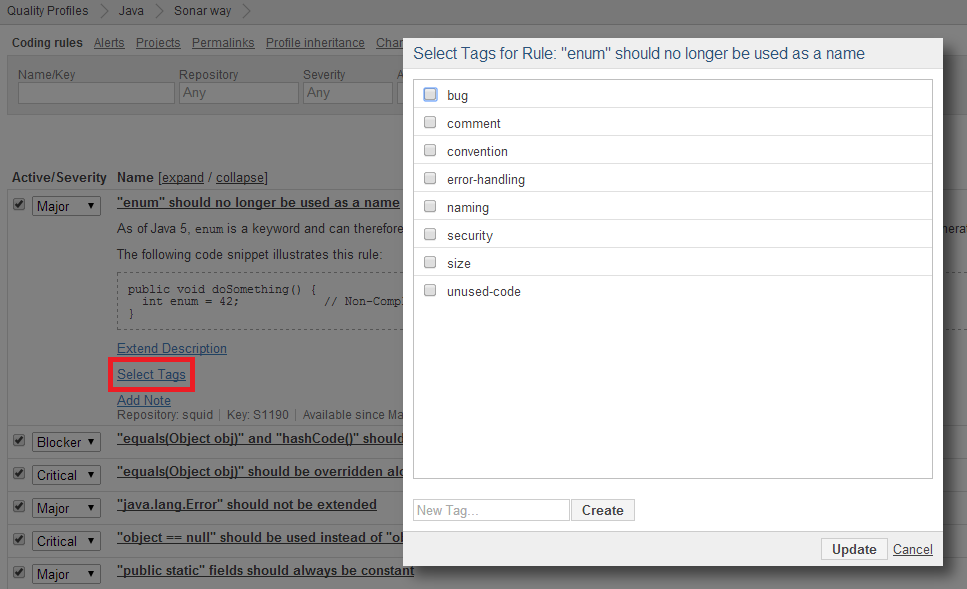 Quality Profiles Java Sonar way
Coding rules Alerts Projects Permalinks Profile inheritance
Name/Key Repository Severity
Any Any
Active/Severity Name [expand / collapse]
Major "enum" should no longer be used as a name
As of Java 5, enum is a keyword and can therefore
The following code snippet illustrates this rule:
public void doSomething() {
int enum = 42; // Non-Compl
}
Extend Description
Select Tags
Add Note
Repository: squid Key: S1190 Available since Ma
Blocker "equals(Object obj)" and "hashCode()" should
Critical "equals(Object obj)" should be overridden alo
Major "java.lang.Error" should not be extended
Critical "object == null" should be used instead of "ob
Major "public static" fields should always be constant
Select Tags for Rule: "enum" should no longer be used as a name
bug
comment
convention
error-handling
naming
security
size
unused-code
New Tag... Create
Update Cancel